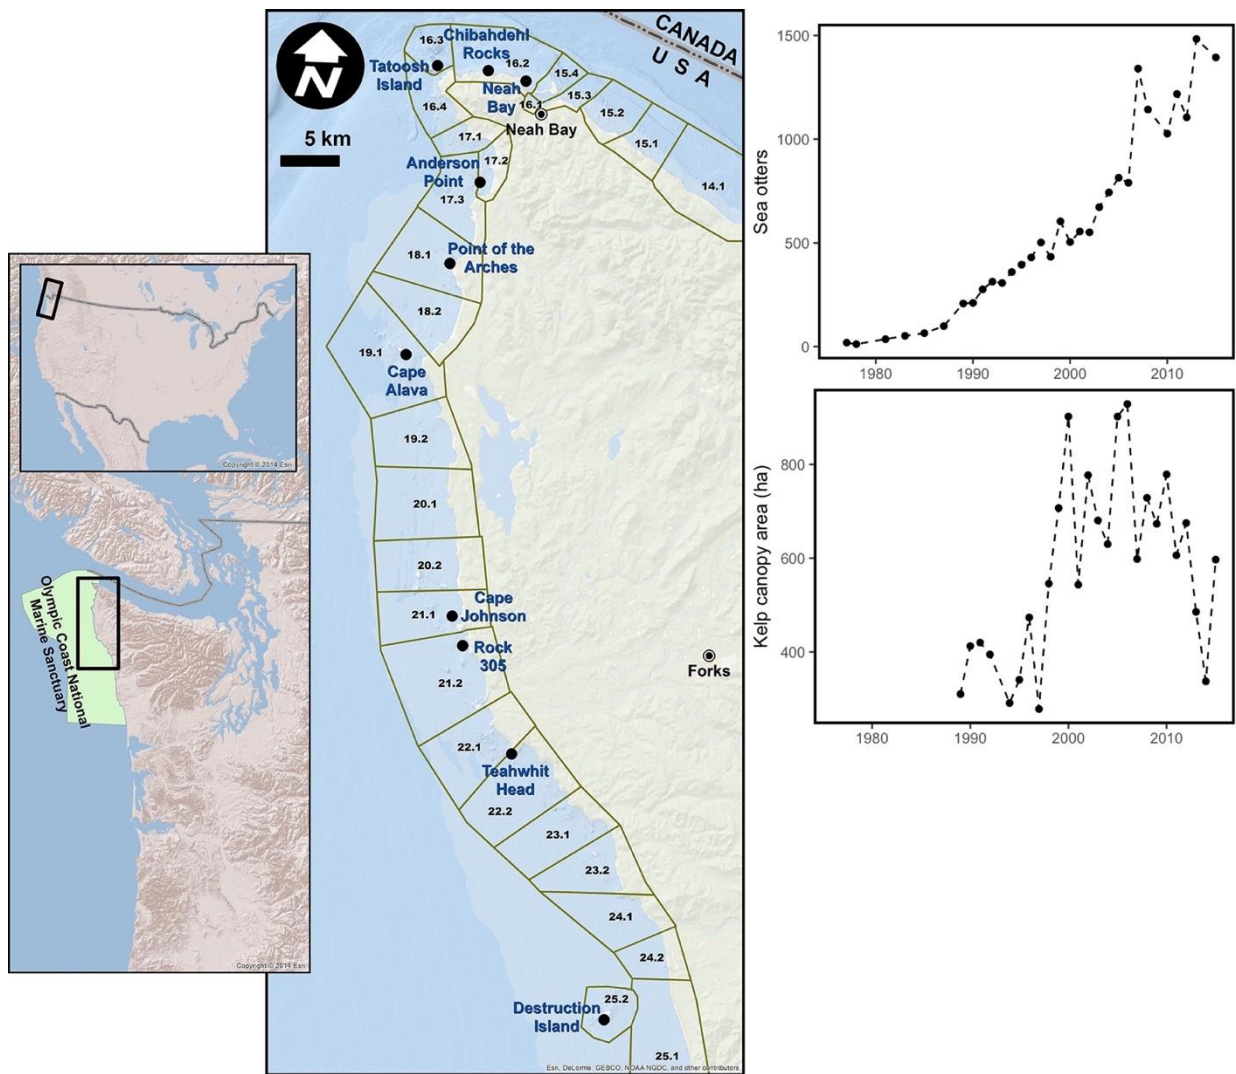 Copyright © 2014 Esri
Olympic Coast National
Marine Sanctuary
Copyright © 2014 Esri
N
5 km
CANADA
U S A
16.3
Chibahdehl
Rocks
16.2
Tatoosh
Island
15.4
Neah
Bay
16.1
15.3
16.4
15.2
Neah Bay
17.1
15.1
Anderson
Point
17.2
14.1
17.3
18.1
Point of the
Arches
18.2
19.1
Cape
Alava
19.2
20.1
20.2
Cape
Johnson
21.1
Rock
305
Forks
21.2
22.1
Teahwhit
Head
22.2
23.1
23.2
24.1
24.2
25.2
Destruction
Island
25.1
Esri, DeLorme, GEBCO, NOAA NGDC, and other contributors
Sea otters
1500
1000
500
0
1980 1990 2000 2010
Kelp canopy area (ha)
800
600
400
1980 1990 2000 2010